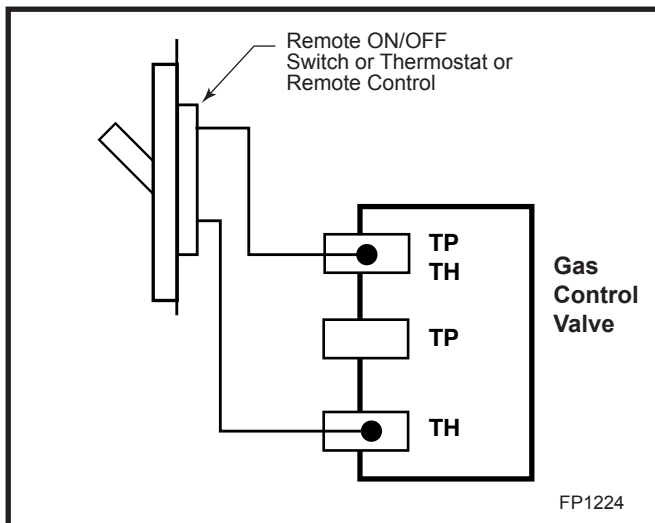 Remote ON/OFF
Switch or Thermostat or
Remote Control
TP
TH
TP
TH
Gas
Control
Valve
FP1224